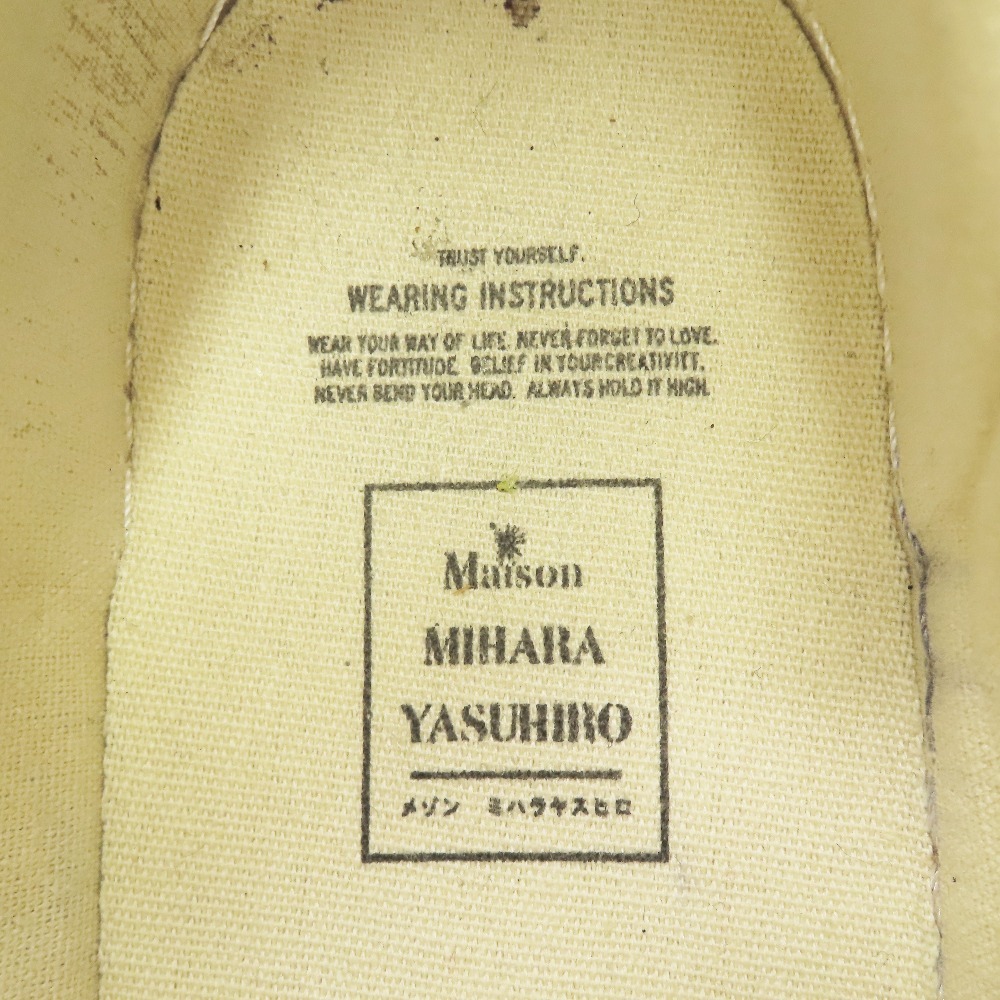 TRUST YOURSELF.
WEARING INSTRUCTIONS
WEAR YOUR WAY OF LIFE. NEVER FORGET TO LOVE.
HAVE FORTITUDE. BELIEF IN YOUR CREATIVITY.
NEVER BEND YOUR HEAD. ALWAYS HOLD IT HIGH.
Maison
MIHARA
YASUHIRO
メゾン ミハラヤスヒロ